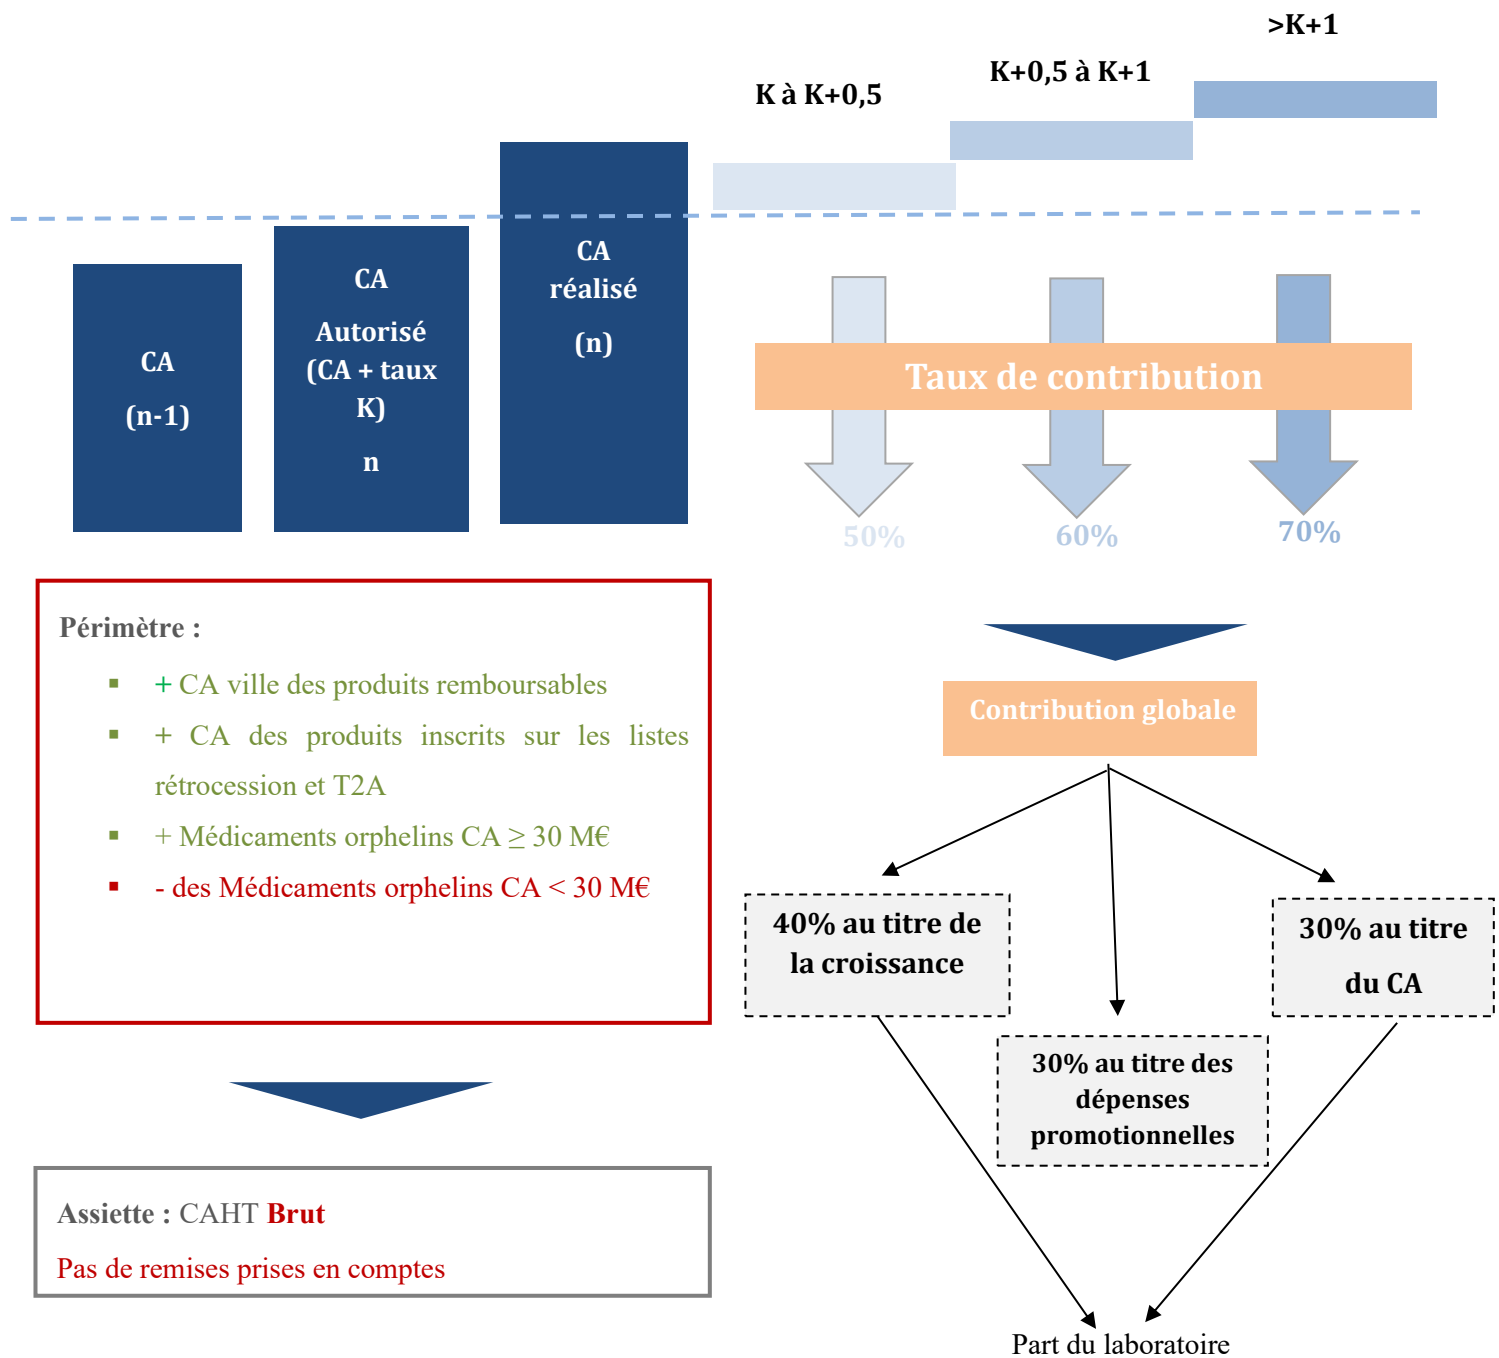 >K+1
K+0,5 à K+1
K à K+0,5
CA
(n-1)
CA
Autorisé
(CA + taux
K)
n
CA
réalisé
(n)
Taux de contribution
50%
60%
70%
Périmètre :
+ CA ville des produits remboursables
+ CA des produits inscrits sur les listes
rétrocession et T2A
+ Médicaments orphelins CA ≥ 30 M€
- des Médicaments orphelins CA < 30 M€
Assiette : CAHT Brut
Pas de remises prises en comptes
Contribution globale
40% au titre de
la croissance
30% au titre des
dépenses
promotionnelles
30% au titre
du CA
Part du laboratoire